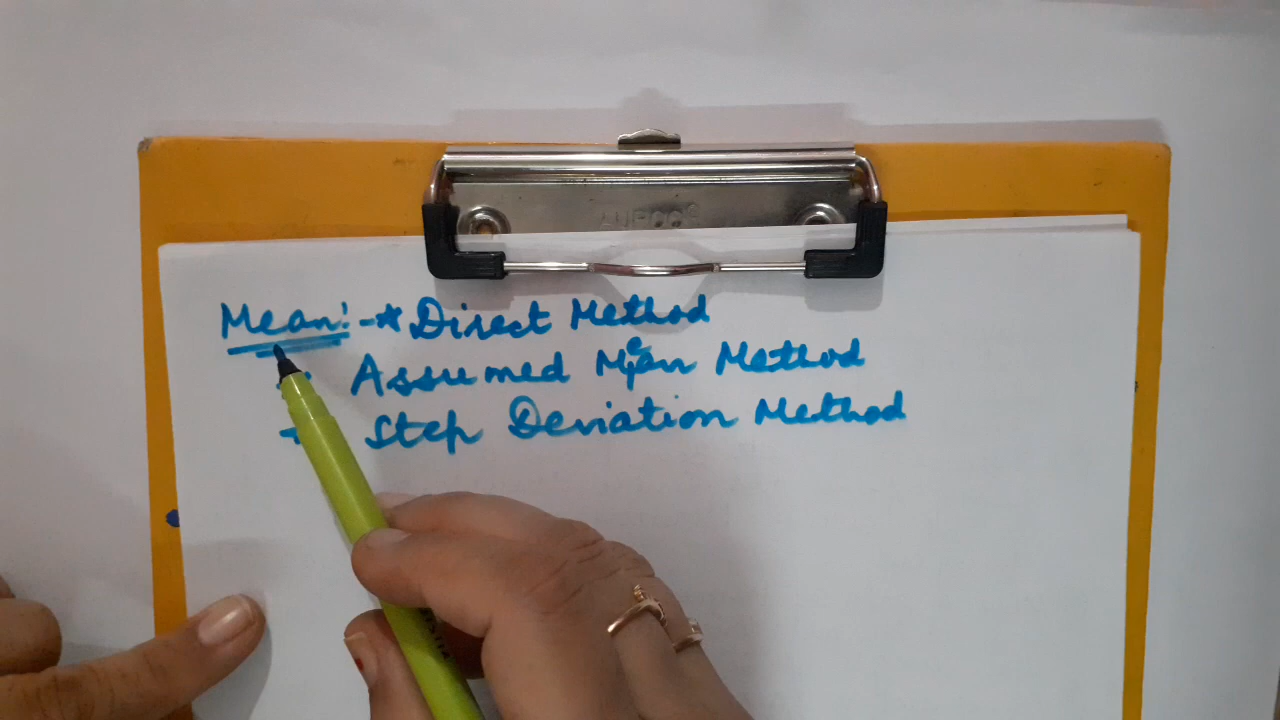 Mean:- * Direct Method
* Assumed Mean Method
* Step Deviation Method